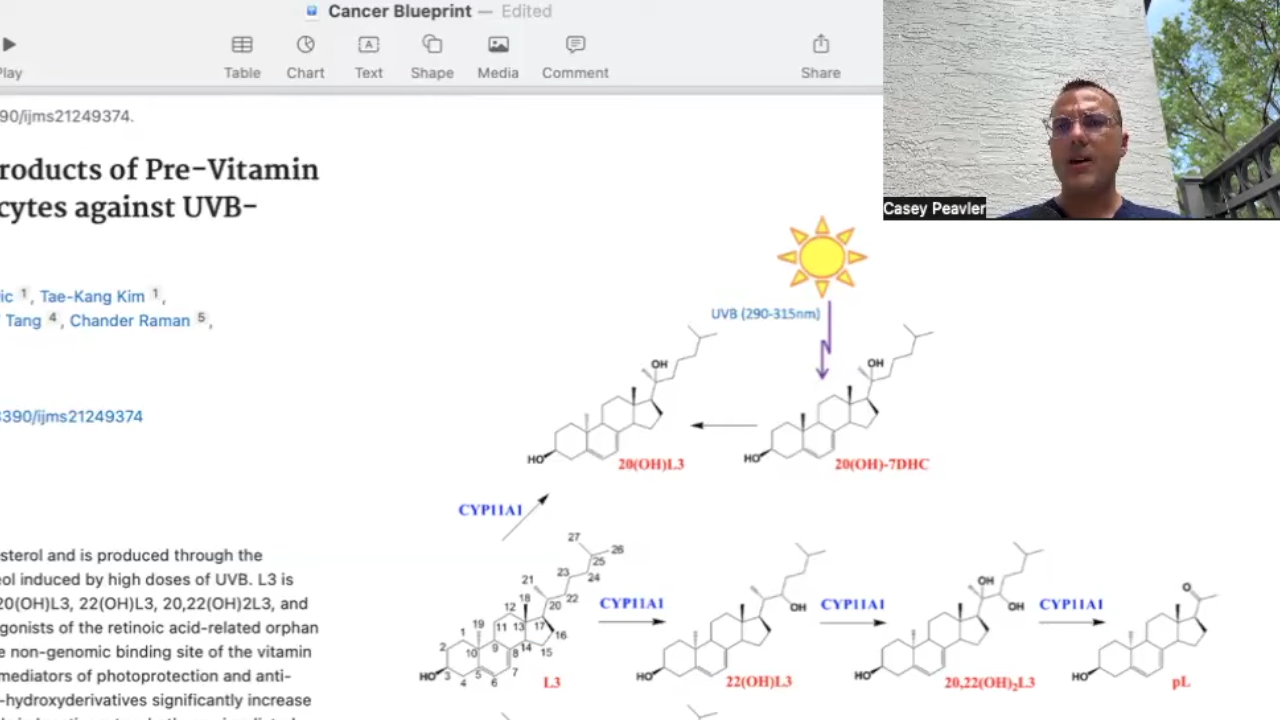 Cancer Blueprint — Edited
Play
Table
Chart
Text
Shape
Media
Comment
Share
Casey Peavler
90/ijms21249374.
roducts of Pre-Vitamin
cytes against UVB-
ic 1, Tae-Kang Kim 1,
Tang 4, Chander Raman 5,
3390/ijms21249374
sterol and is produced through the
ol induced by high doses of UVB. L3 is
20(OH)L3, 22(OH)L3, 20,22(OH)2L3, and
gonists of the retinoic acid-related orphan
e non-genomic binding site of the vitamin
mediators of photoprotection and anti-
-hydroxyderivatives significantly increase
UVB (290-315nm)
OH
HO
20(OH)L3
OH
HO
20(OH)-7DHC
CYP11A1
27
26
25
24
23
22
21
20
18
12
17
16
19
11
13
1
14
15
2
10
9
8
HO
3
5
7
4
6
L3
CYP11A1
OH
HO
22(OH)L3
CYP11A1
OH
OH
HO
20,22(OH)2L3
CYP11A1
O
HO
pL